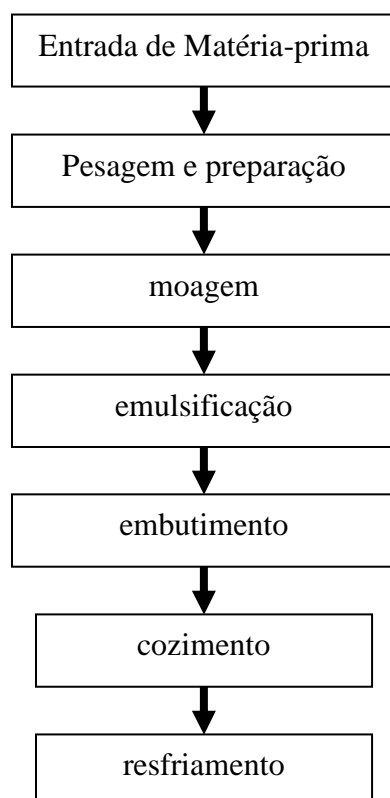 Entrada de Matéria-prima
Pesagem e preparação
moagem
emulsificação
embutimento
cozimento
resfriamento